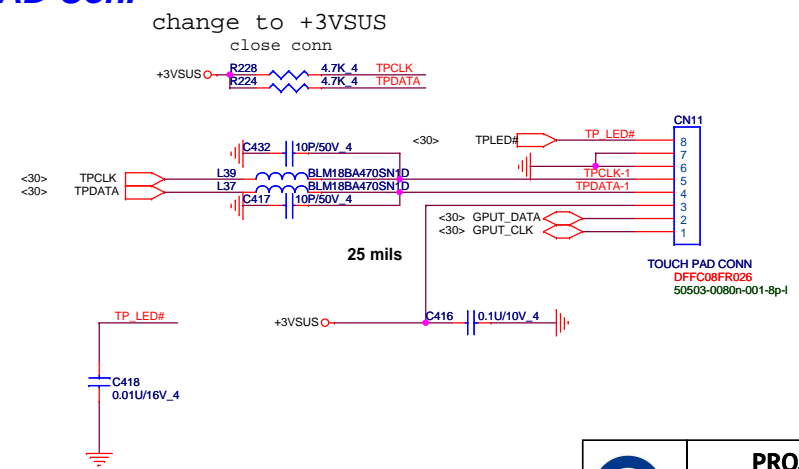 change to +3VSUS
close conn
+3VSUS
R228 4.7K_4 TPCLK
R224 4.7K_4 TPDATA
CN11
C432 10P/50V_4
<30> TPLED# TP_LED# 8
7
6
<30> TPCLK L39 BLM18BA470SN1D TPCLK-1 5
<30> TPDATA L37 BLM18BA470SN1D TPDATA-1 4
C417 10P/50V_4
3
<30> GPUT_DATA 2
<30> GPUT_CLK 1
25 mils
TOUCH PAD CONN
DFFC08FR026
50503-0080n-001-8p-l
TP_LED#
+3VSUS C416 0.1U/10V_4
C418
0.01U/16V_4